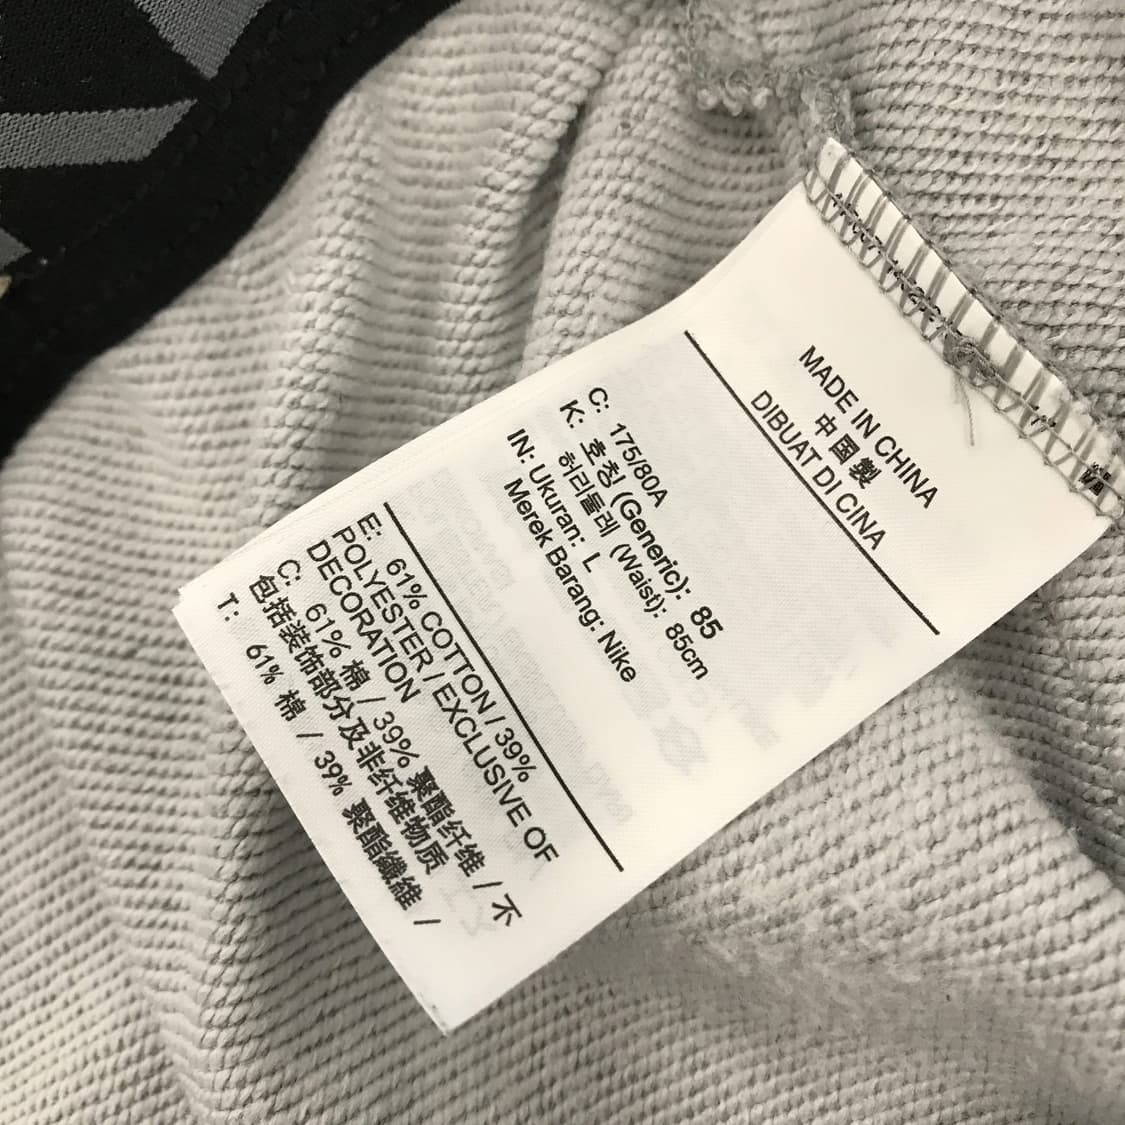 MADE IN CHINA
中国製
DIBUAT DI CINA
C: 175/80A
K: 호칭 (Generic): 85
허리둘레 (Waist): 85cm
IN: Ukuran: L
Merek Barang: Nike
E: 61% COTTON / 39%
POLYESTER / EXCLUSIVE OF
DECORATION
C: 61% 棉 / 39% 聚酯纤维 / 不
包括装饰部分及非纤维物质
T: 61% 棉 / 39% 聚酯纖維 /